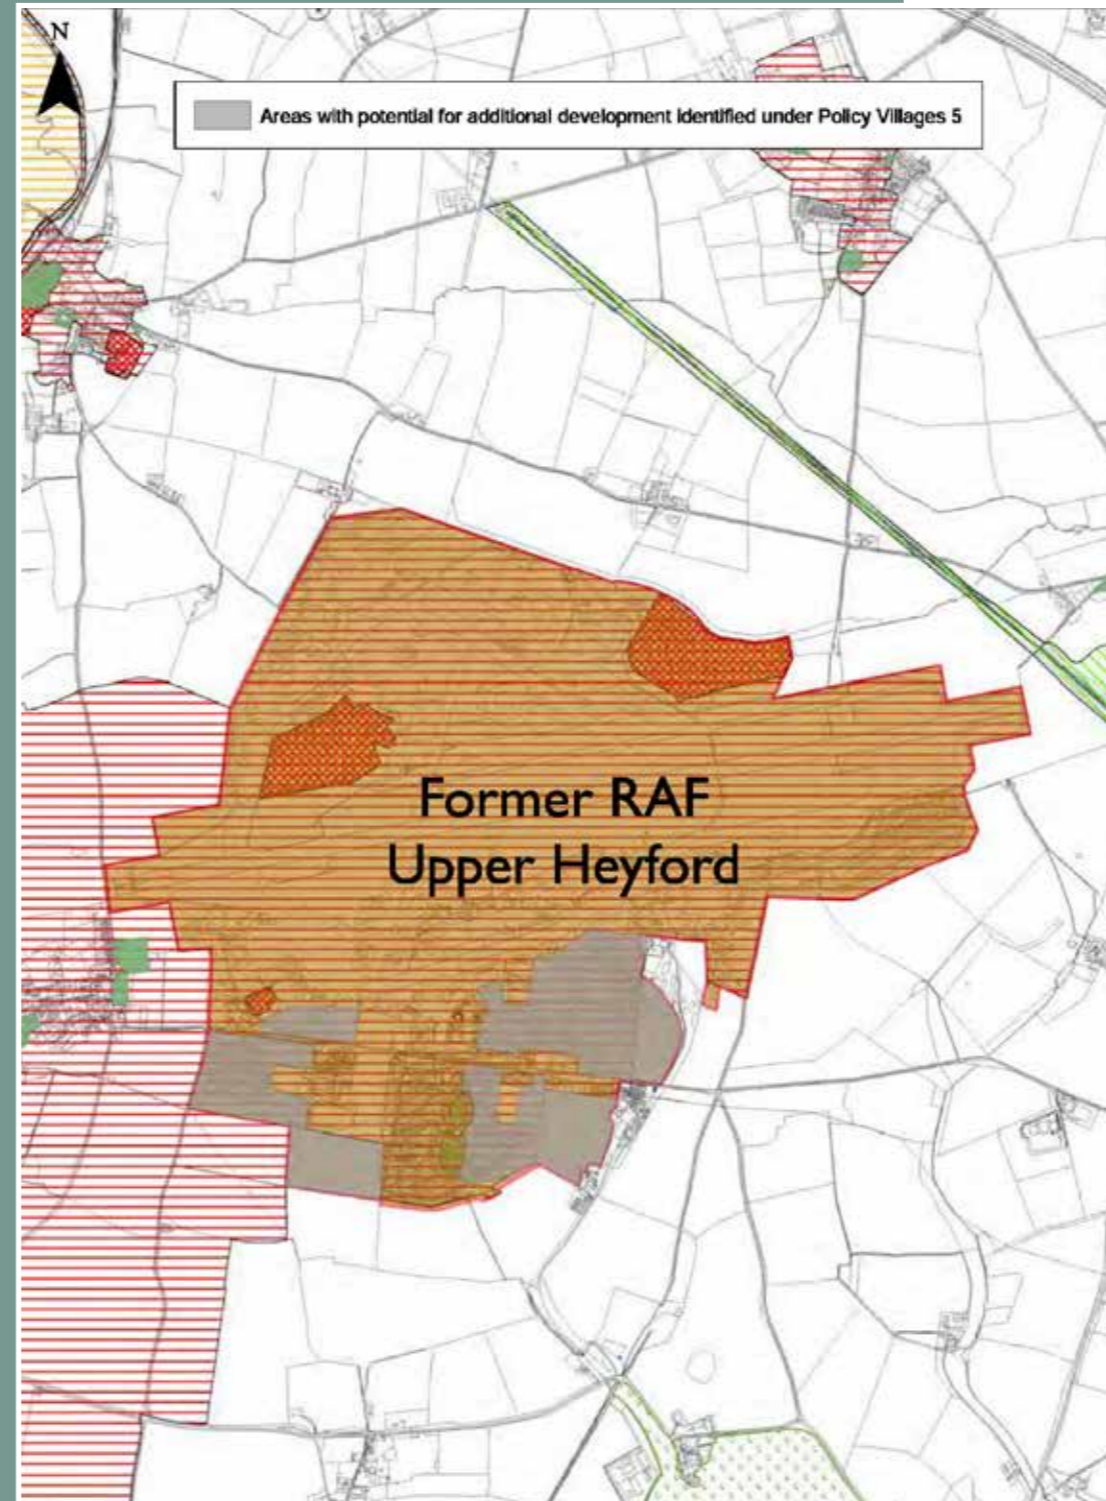 N
Areas with potential for additional development identified under Policy Villages 5
Former RAF
Upper Heyford